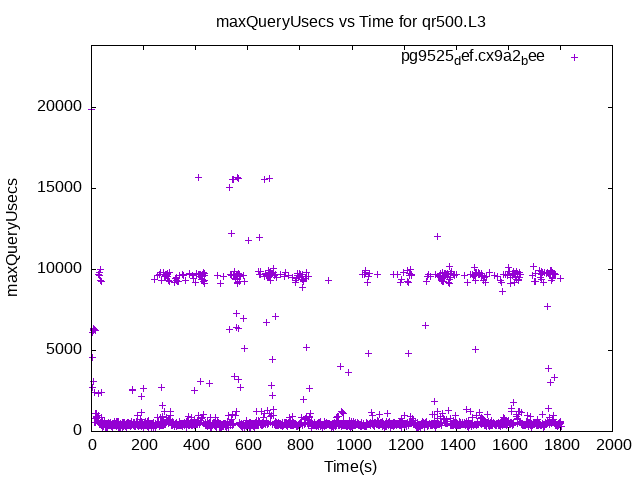 maxQueryUsecs vs Time for qr500.L3
pg9525def.cx9a2bee
20000
15000
10000
5000
0
maxQueryUsecs
0 200 400 600 800 1000 1200 1400 1600 1800 2000
Time(s)